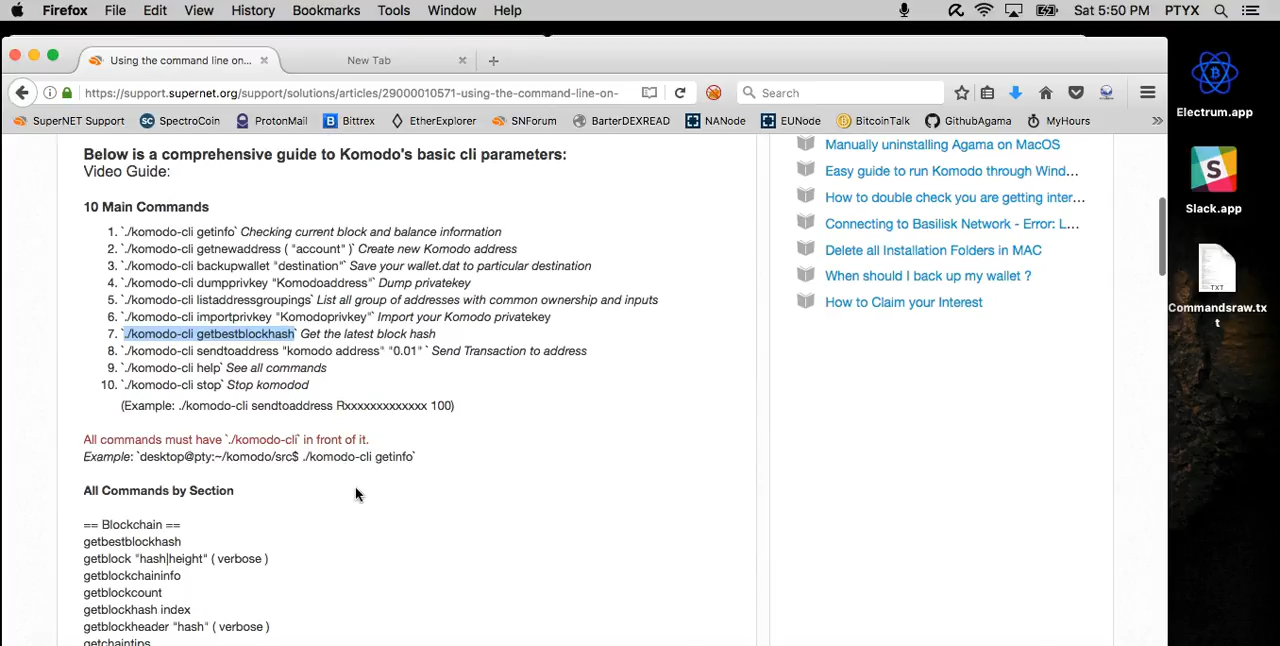 Firefox File Edit View History Bookmarks Tools Window Help Sat 5:50 PM PTYX
Using the command line on... New Tab
https://support.supernet.org/support/solutions/articles/29000010571-using-the-command-line-on- Search
SuperNET Support SpectroCoin ProtonMail Bittrex EtherExplorer SNForum BarterDEXREAD NANode EUNode BitcoinTalk GithubAgama MyHours
Below is a comprehensive guide to Komodo's basic cli parameters:
Video Guide:
10 Main Commands
1. `./komodo-cli getinfo` Checking current block and balance information
2. `./komodo-cli getnewaddress ( "account" )` Create new Komodo address
3. `./komodo-cli backupwallet "destination"` Save your wallet.dat to particular destination
4. `./komodo-cli dumpprivkey "Komodoaddress"` Dump privatekey
5. `./komodo-cli listaddressgroupings` List all group of addresses with common ownership and inputs
6. `./komodo-cli importprivkey "Komodoprivkey"` Import your Komodo privatekey
7. `./komodo-cli getbestblockhash` Get the latest block hash
8. `./komodo-cli sendtoaddress "komodo address" "0.01" ` Send Transaction to address
9. `./komodo-cli help` See all commands
10. `./komodo-cli stop` Stop komodod
(Example: ./komodo-cli sendtoaddress Rxxxxxxxxxxxxx 100)
All commands must have `./komodo-cli` in front of it.
Example: `desktop@pty:~/komodo/src$ ./komodo-cli getinfo`
All Commands by Section
== Blockchain ==
getbestblockhash
getblock "hash|height" ( verbose )
getblockchaininfo
getblockcount
getblockhash index
getblockheader "hash" ( verbose )
getchaintips
Manually uninstalling Agama on MacOS
Easy guide to run Komodo through Wind...
How to double check you are getting inter...
Connecting to Basilisk Network - Error: L...
Delete all Installation Folders in MAC
When should I back up my wallet ?
How to Claim your Interest
Electrum.app
Slack.app
TXT
Commandsraw.tx
t